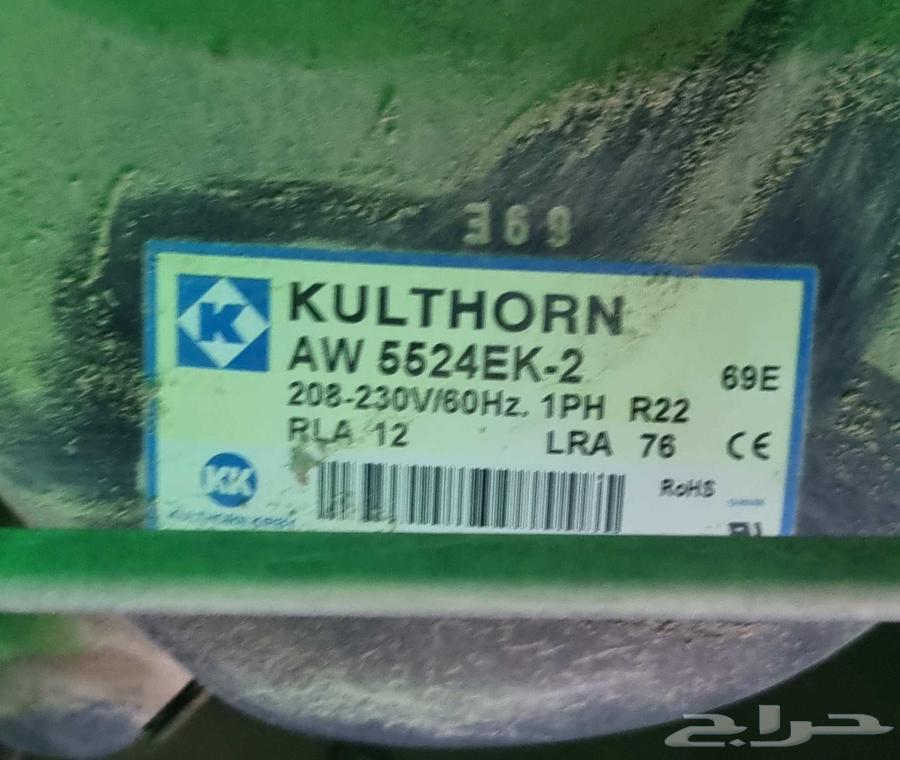 369
KULTHORN
AW 5524EK-2
69E
208-230V/60Hz. 1PH R22
RLA 12 LRA 76 CE
KK
RoHS
حراج